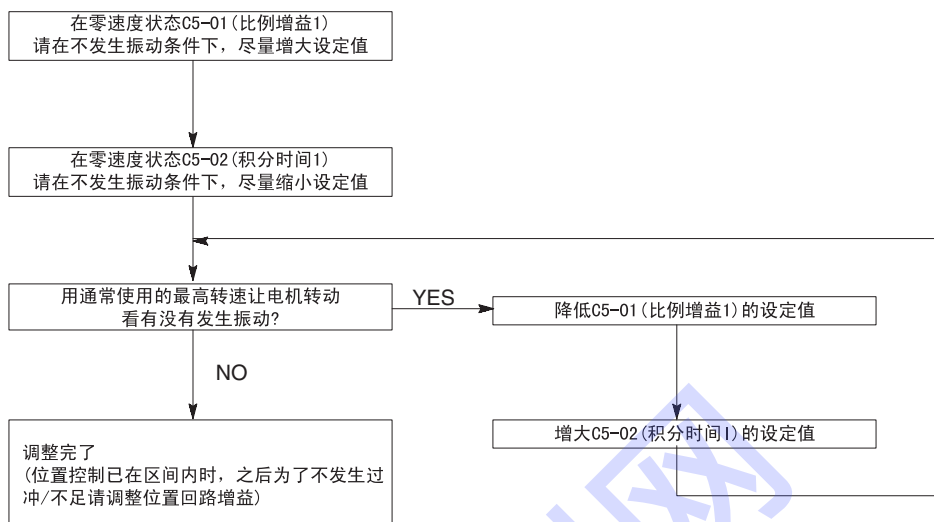 在零速度状态C5-01(比例增益1)
请在不发生振动条件下，尽量增大设定值
在零速度状态C5-02(积分时间1)
请在不发生振动条件下，尽量缩小设定值
用通常使用的最高转速让电机转动
看有没有发生振动?
YES
降低C5-01(比例增益1)的设定值
NO
增大C5-02(积分时间I)的设定值
调整完了
(位置控制已在区间内时，之后为了不发生过
冲/不足请调整位置回路增益)
网